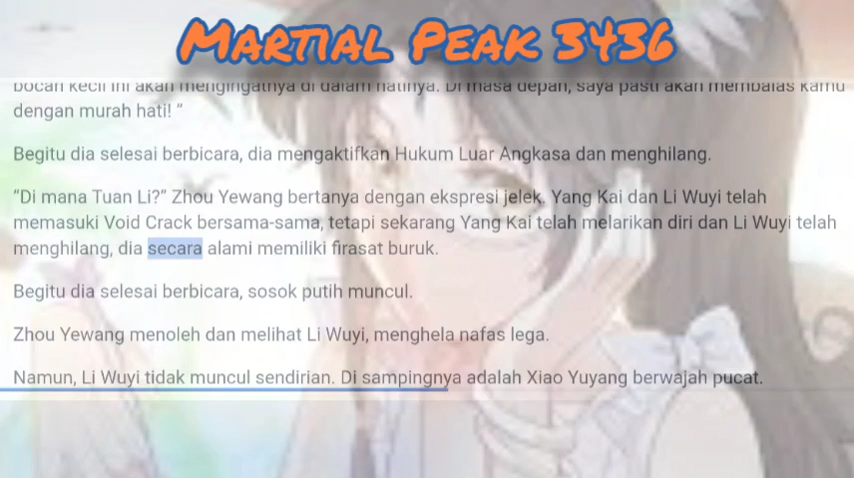 MARTIAL PEAK 3436
bocah kecil ini akan mengingatnya di dalam hatinya. Di masa depan, saya pasti akan membalas kamu
dengan murah hati! ”
Begitu dia selesai berbicara, dia mengaktifkan Hukum Luar Angkasa dan menghilang.
“Di mana Tuan Li?” Zhou Yewang bertanya dengan ekspresi jelek. Yang Kai dan Li Wuyi telah
memasuki Void Crack bersama-sama, tetapi sekarang Yang Kai telah melarikan diri dan Li Wuyi telah
menghilang, dia secara alami memiliki firasat buruk.
Begitu dia selesai berbicara, sosok putih muncul.
Zhou Yewang menoleh dan melihat Li Wuyi, menghela nafas lega.
Namun, Li Wuyi tidak muncul sendirian. Di sampingnya adalah Xiao Yuyang berwajah pucat.